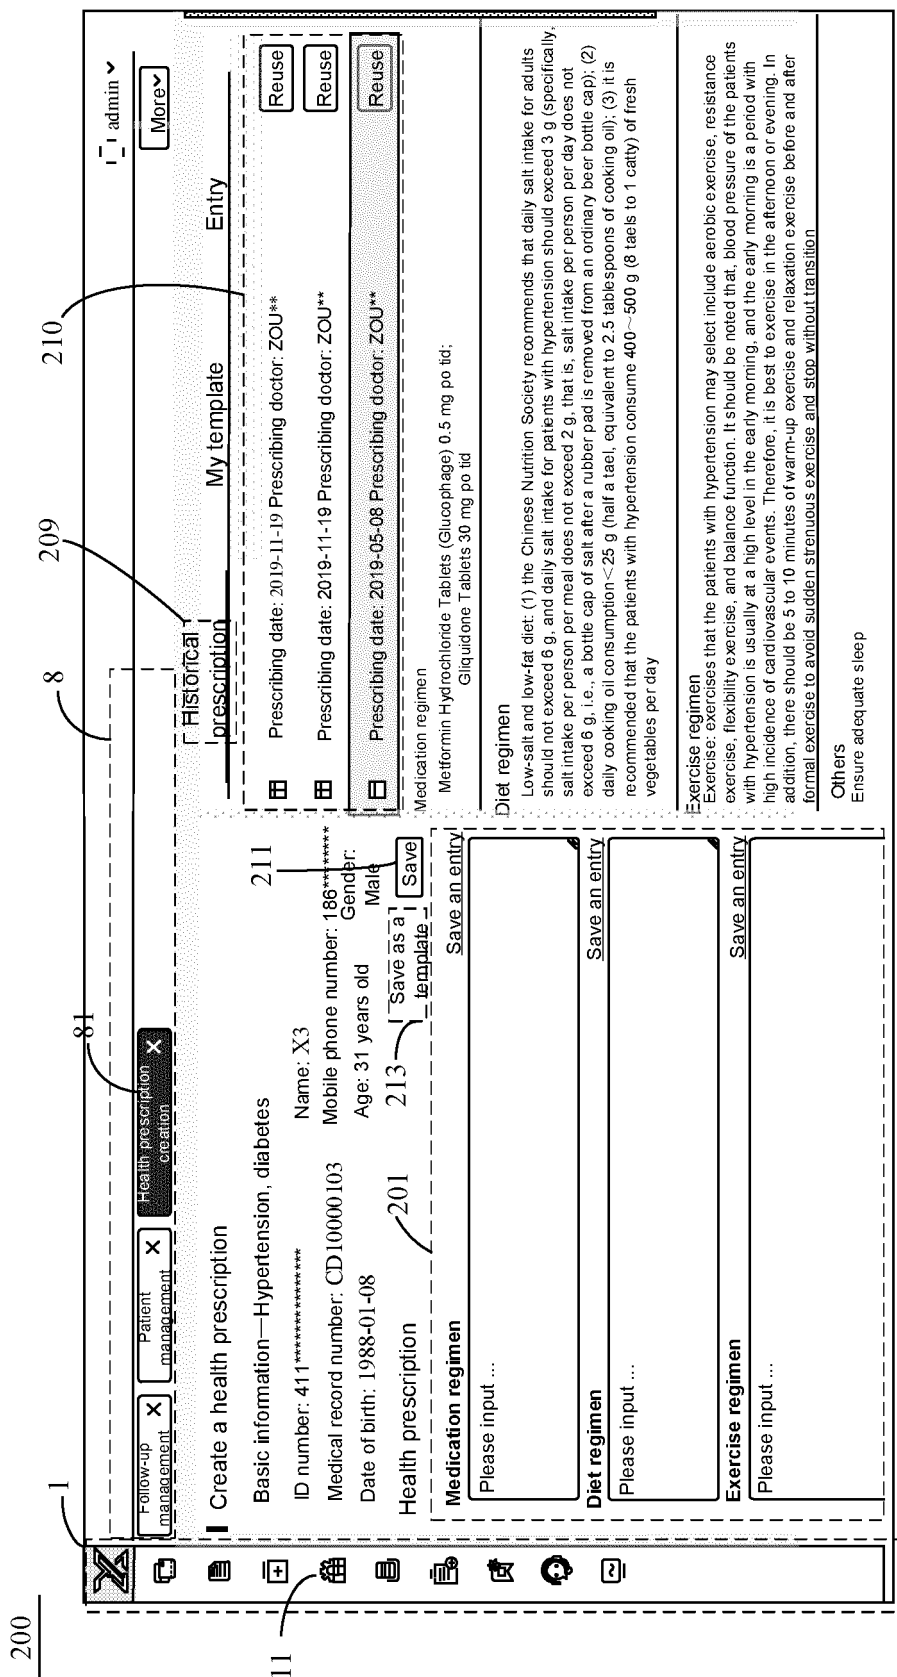 200
1
11
8
81
209
210
admin
Follow-up
management
Patient
management
Health prescription
creation
More
Create a health prescription
Basic information—Hypertension, diabetes
ID number: 411***************
Name: X3
Medical record number: CD10000103
Mobile phone number: 186********
Date of birth: 1988-01-08
Age: 31 years old
Gender:
Male
211
213
201
Health prescription
Save as a
template
Save
Medication regimen
Save an entry
Please input ...
Diet regimen
Save an entry
Please input ...
Exercise regimen
Save an entry
Please input ...
Historical
prescription
My template
Entry
Prescribing date: 2019-11-19 Prescribing doctor: ZOU**
Reuse
Prescribing date: 2019-11-19 Prescribing doctor: ZOU**
Reuse
Prescribing date: 2019-05-08 Prescribing doctor: ZOU**
Reuse
Medication regimen
Metformin Hydrochloride Tablets (Glucophage) 0.5 mg po tid;
Gliquidone Tablets 30 mg po tid
Diet regimen
Low-salt and low-fat diet: (1) the Chinese Nutrition Society recommends that daily salt intake for adults
should not exceed 6 g, and daily salt intake for patients with hypertension should exceed 3 g (specifically,
salt intake per person per meal does not exceed 2 g, that is, salt intake per person per day does not
exceed 6 g, i.e., a bottle cap of salt after a rubber pad is removed from an ordinary beer bottle cap); (2)
daily cooking oil consumption<25 g (half a tael, equivalent to 2.5 tablespoons of cooking oil); (3) it is
recommended that the patients with hypertension consume 400~500 g (8 taels to 1 catty) of fresh
vegetables per day
Exercise regimen
Exercise: exercises that the patients with hypertension may select include aerobic exercise, resistance
exercise, flexibility exercise, and balance function. It should be noted that, blood pressure of the patients
with hypertension is usually at a high level in the early morning, and the early morning is a period with
high incidence of cardiovascular events. Therefore, it is best to exercise in the afternoon or evening. In
addition, there should be 5 to 10 minutes of warm-up exercise and relaxation exercise before and after
formal exercise to avoid sudden strenuous exercise and stop without transition
Others
Ensure adequate sleep